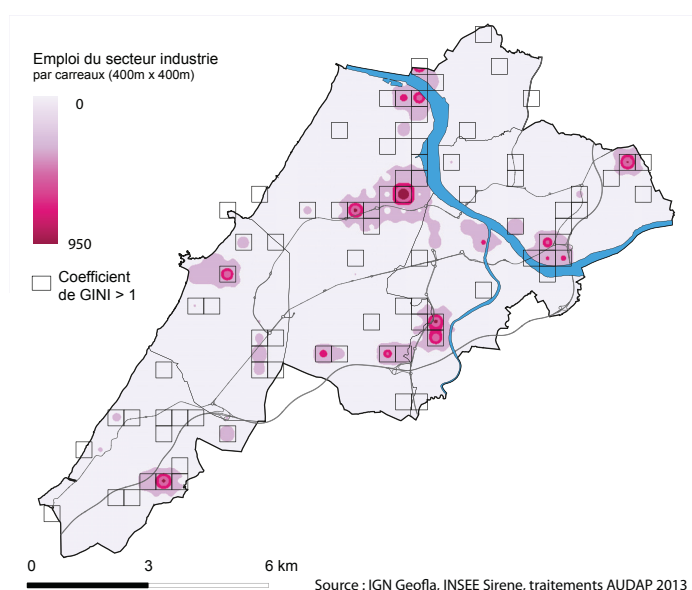 Emploi du secteur industrie
par carreaux (400m x 400m)
0
950
Coefficient
de GINI > 1
0 3 6 km
Source : IGN Geofla, INSEE Sirene, traitements AUDAP 2013